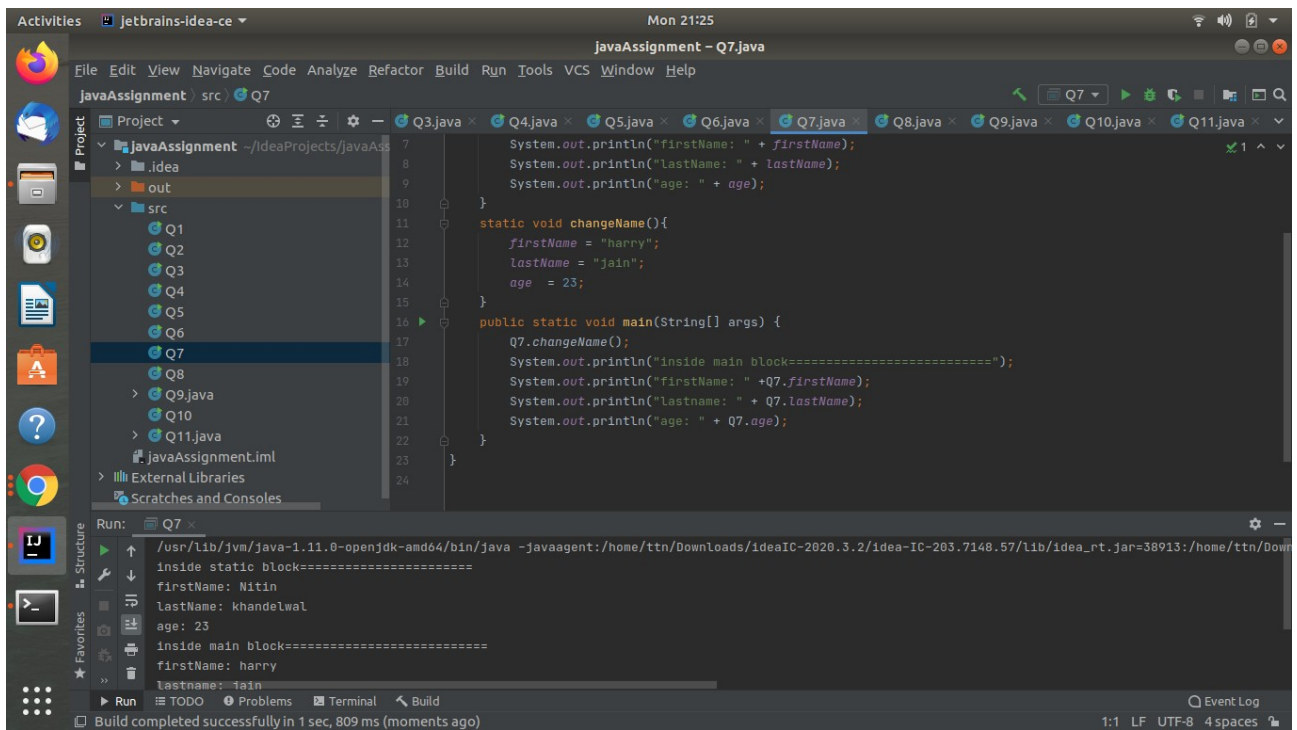 Activities jetbrains-idea-ce Mon 21:25
javaAssignment – Q7.java
File Edit View Navigate Code Analyze Refactor Build Run Tools VCS Window Help
javaAssignment src Q7 Q7
Project Q3.java Q4.java Q5.java Q6.java Q7.java Q8.java Q9.java Q10.java Q11.java
Project
javaAssignment ~/IdeaProjects/javaAss
.idea
out
src
Q1
Q2
Q3
Q4
Q5
Q6
Q7
Q8
Q9.java
Q10
Q11.java
javaAssignment.iml
External Libraries
Scratches and Consoles
1
7 System.out.println("firstName: " + firstName);
8 System.out.println("lastName: " + lastName);
9 System.out.println("age: " + age);
10 }
11 static void changeName(){
12 firstName = "harry";
13 lastName = "jain";
14 age  = 23;
15 }
16 public static void main(String[] args) {
17 Q7.changeName();
18 System.out.println("inside main block===========================");
19 System.out.println("firstName: " +Q7.firstName);
20 System.out.println("lastname: " + Q7.lastName);
21 System.out.println("age: " + Q7.age);
22 }
23 }
24
Run: Q7
Structure
Favorites
/usr/lib/jvm/java-1.11.0-openjdk-amd64/bin/java -javaagent:/home/ttn/Downloads/ideaIC-2020.3.2/idea-IC-203.7148.57/lib/idea_rt.jar=38913:/home/ttn/Down
inside static block=======================
firstName: Nitin
lastName: khandelwal
age: 23
inside main block===========================
firstName: harry
lastname: jain
Run TODO Problems Terminal Build Event Log
Build completed successfully in 1 sec, 809 ms (moments ago) 1:1 LF UTF-8 4 spaces